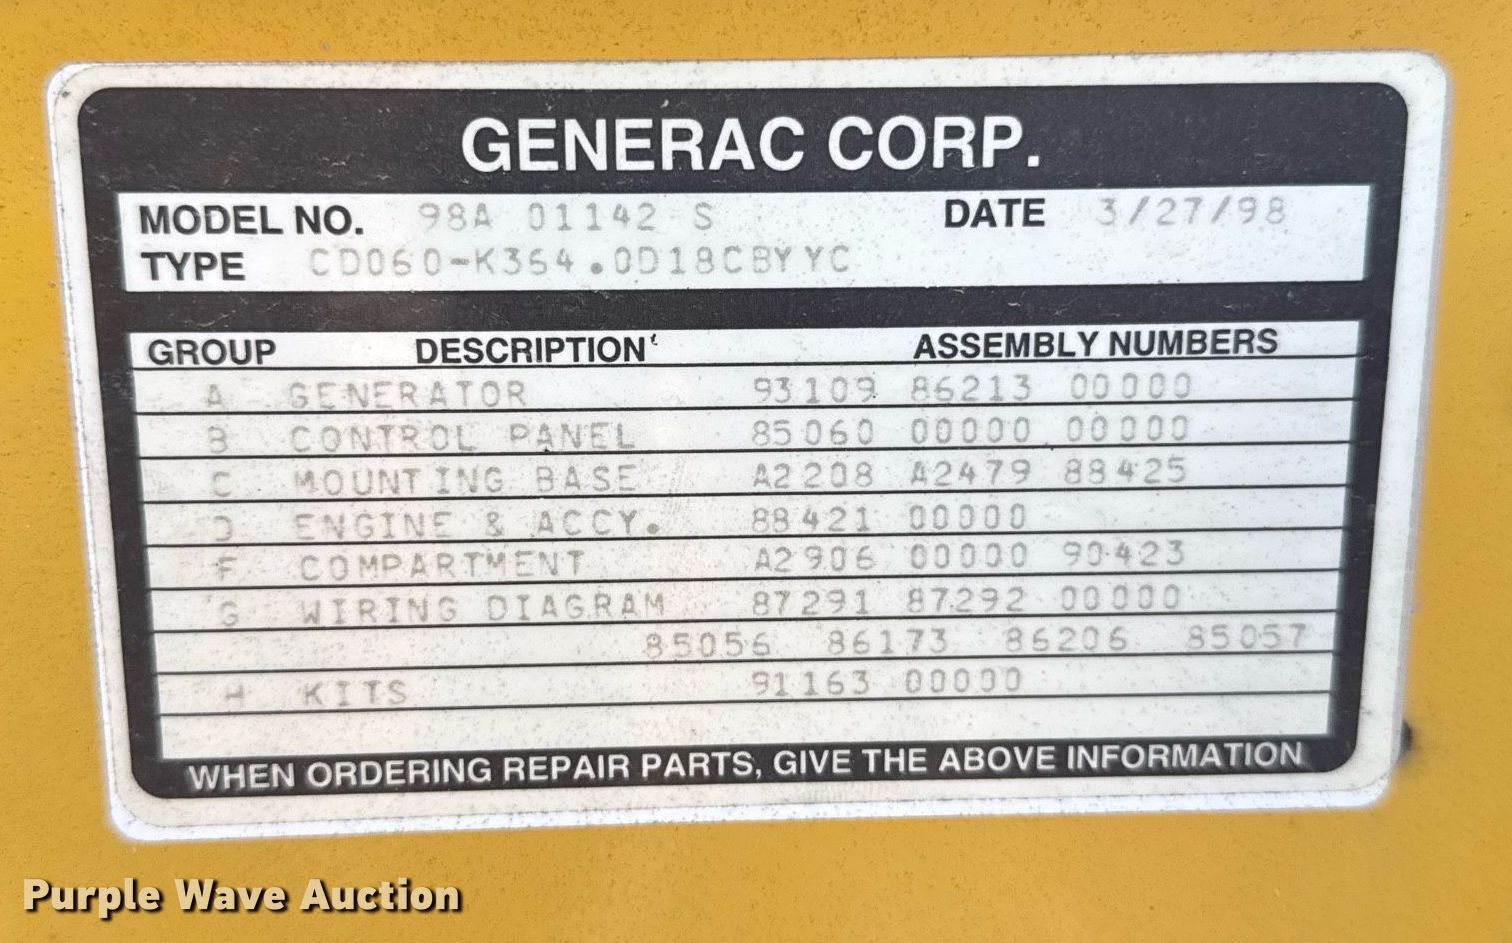 GENERAC CORP.
MODEL NO. 98A 01142 S DATE 3/27/98
TYPE CD060-K364.0D18CBYYC
GROUP DESCRIPTION ASSEMBLY NUMBERS
A GENERATOR 93109 86213 00000
B CONTROL PANEL 85060 00000 00000
C MOUNTING BASE A2208 A2479 88425
D ENGINE & ACCY. 88421 00000
F COMPARTMENT A2906 00000 90423
G WIRING DIAGRAM 87291 87292 00000
85056 86173 86206 85057
H KITS 91163 00000
WHEN ORDERING REPAIR PARTS, GIVE THE ABOVE INFORMATION
Purple Wave Auction